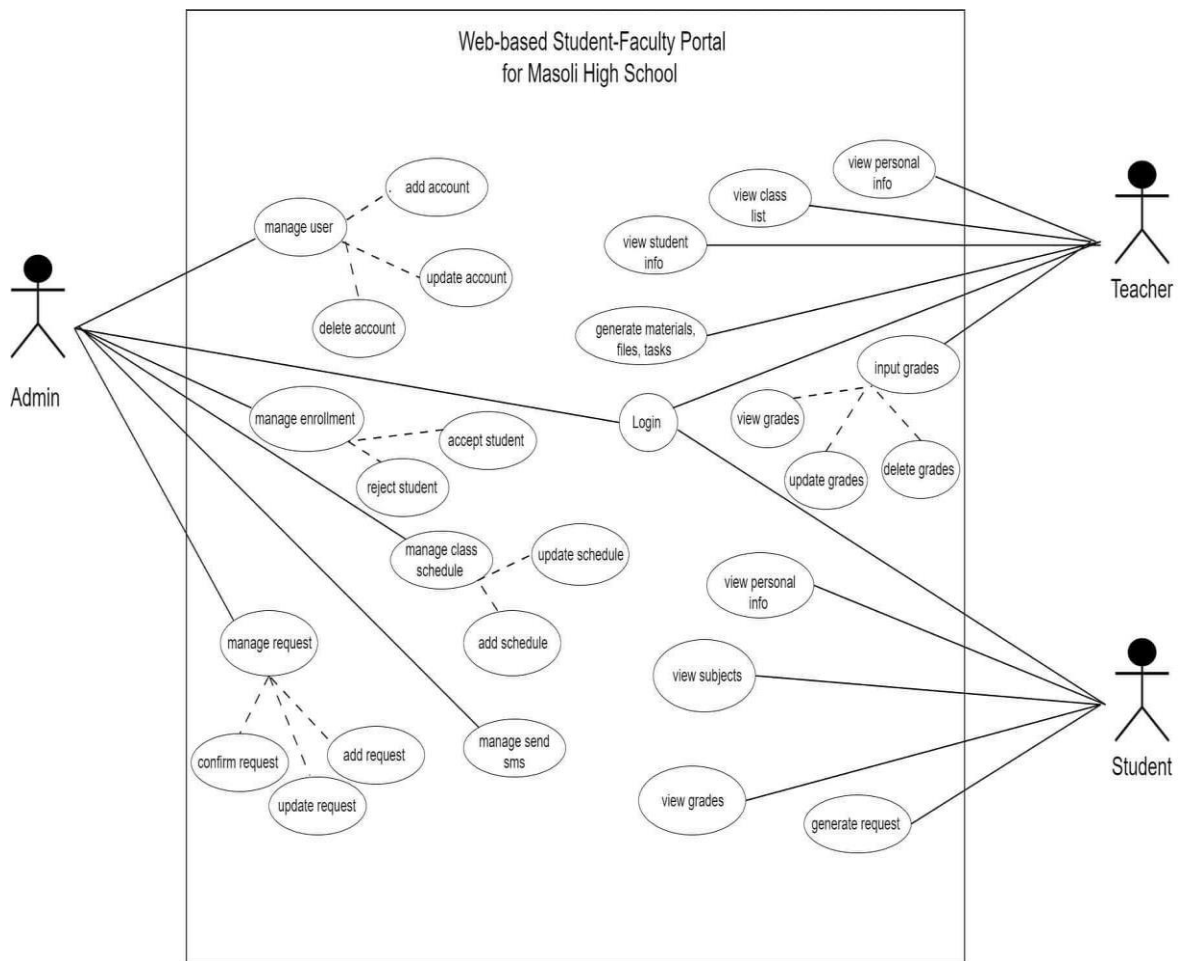 Web-based Student-Faculty Portal
for Masoli High School
add account
manage user
update account
delete account
view personal
info
view class
list
view student
info
generate materials,
files, tasks
input grades
view grades
update grades
delete grades
Teacher
Admin
Login
manage enrollment
accept student
reject student
manage class
schedule
update schedule
add schedule
manage request
confirm request
add request
update request
manage send
sms
view personal
info
view subjects
view grades
generate request
Student